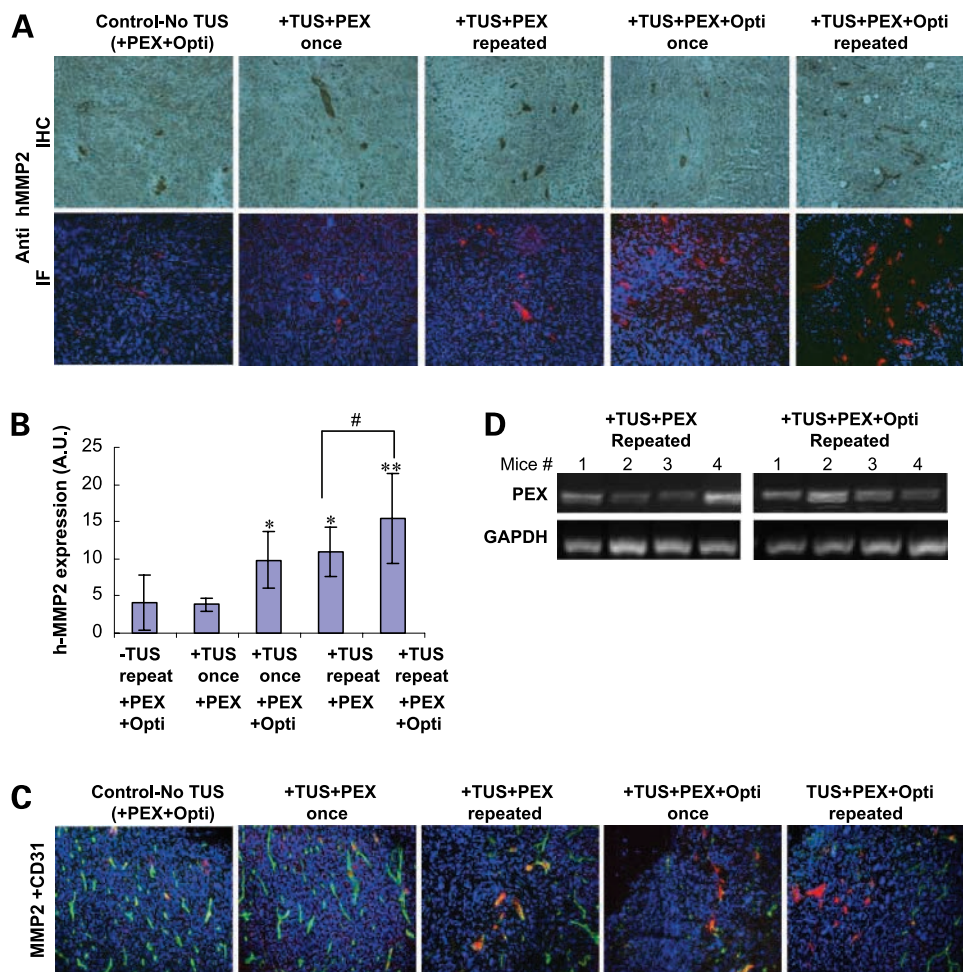 A
Control-No TUS +TUS+PEX +TUS+PEX +TUS+PEX+Opti +TUS+PEX+Opti
(+PEX+Opti) once repeated once repeated
Anti hMMP2
IHC
IF
B
h-MMP2 expression (A.U.)
25
20
15
10
5
0
#
* * **
-TUS +TUS +TUS +TUS +TUS
repeat once once repeat repeat
+PEX +PEX +PEX +PEX +PEX
+Opti +Opti +Opti
D
+TUS+PEX +TUS+PEX+Opti
Repeated Repeated
Mice # 1 2 3 4 1 2 3 4
PEX
GAPDH
C
Control-No TUS +TUS+PEX +TUS+PEX +TUS+PEX+Opti TUS+PEX+Opti
(+PEX+Opti) once repeated once repeated
MMP2 +CD31